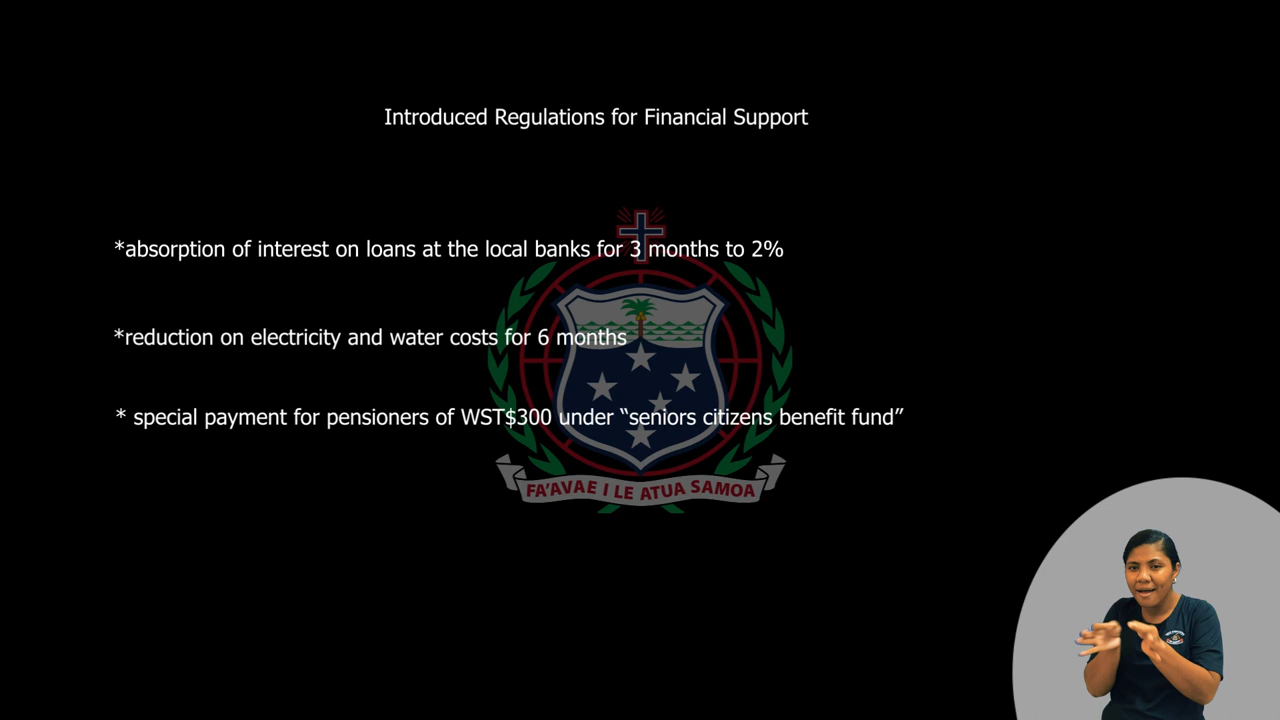 Introduced Regulations for Financial Support
*absorption of interest on loans at the local banks for 3 months to 2%
*reduction on electricity and water costs for 6 months
* special payment for pensioners of WST$300 under “seniors citizens benefit fund”
FA'AVAE I LE ATUA SAMOA